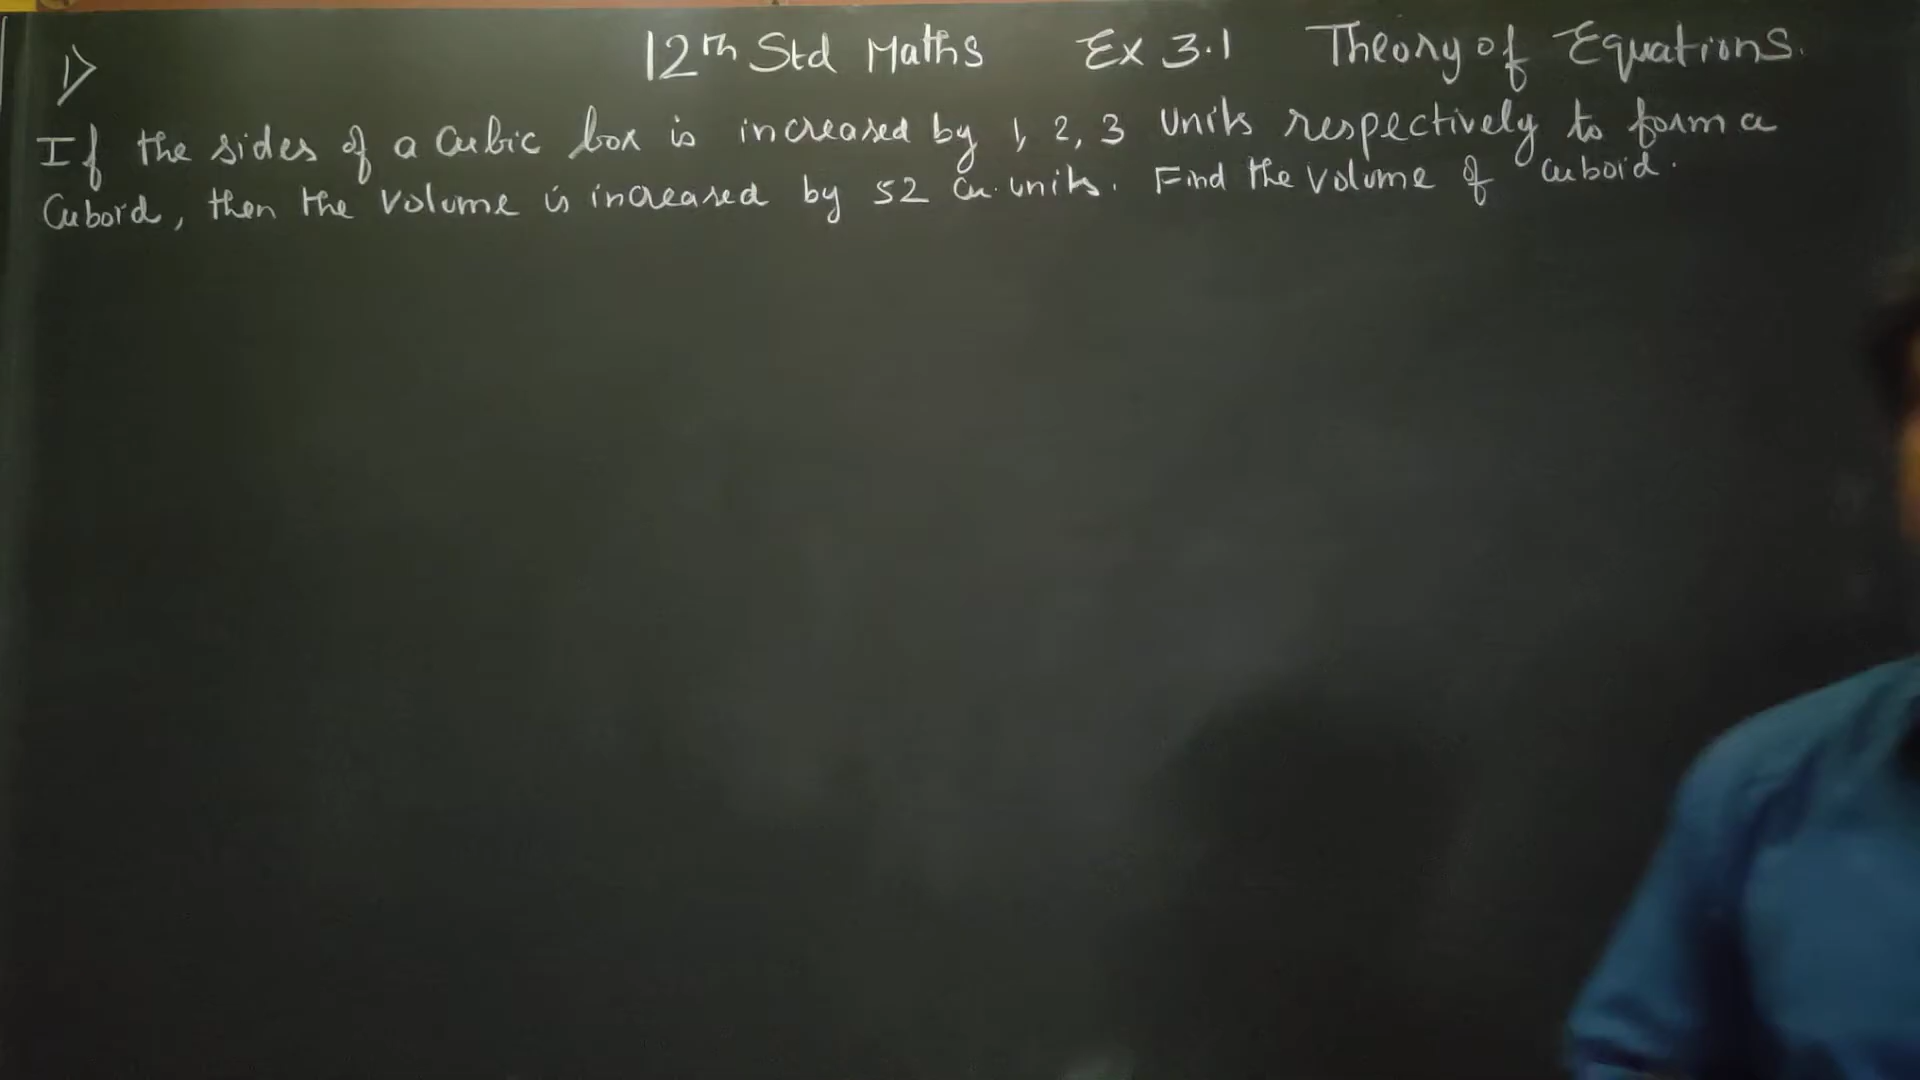 12th Std Maths Ex 3.1 Theory of Equations.
1)
If the sides of a cubic box is increased by 1, 2, 3 units respectively to form a
Cuboid, then the volume is increased by 52 cu. units. Find the volume of cuboid.